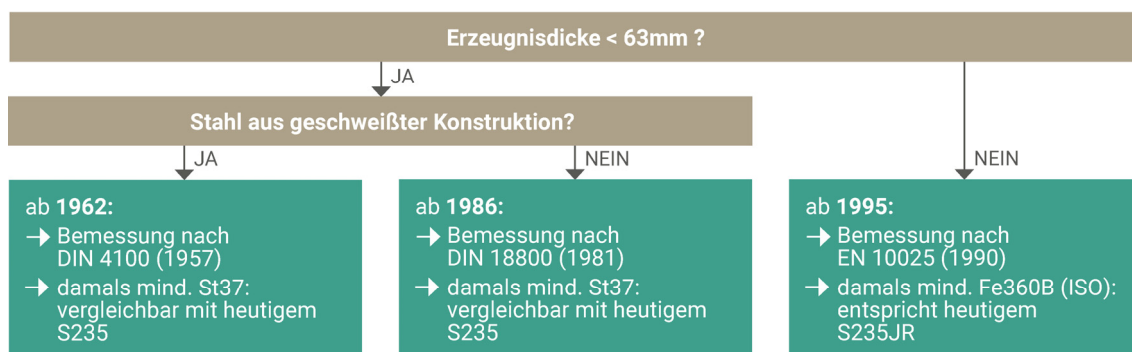 Erzeugnisdicke < 63mm ?
JA
Stahl aus geschweißter Konstruktion?
JA
NEIN
NEIN
ab 1962:
→ Bemessung nach
DIN 4100 (1957)
→ damals mind. St37:
vergleichbar mit heutigem
S235
ab 1986:
→ Bemessung nach
DIN 18800 (1981)
→ damals mind. St37:
vergleichbar mit heutigem
S235
ab 1995:
→ Bemessung nach
EN 10025 (1990)
→ damals mind. Fe360B (ISO):
entspricht heutigem
S235JR